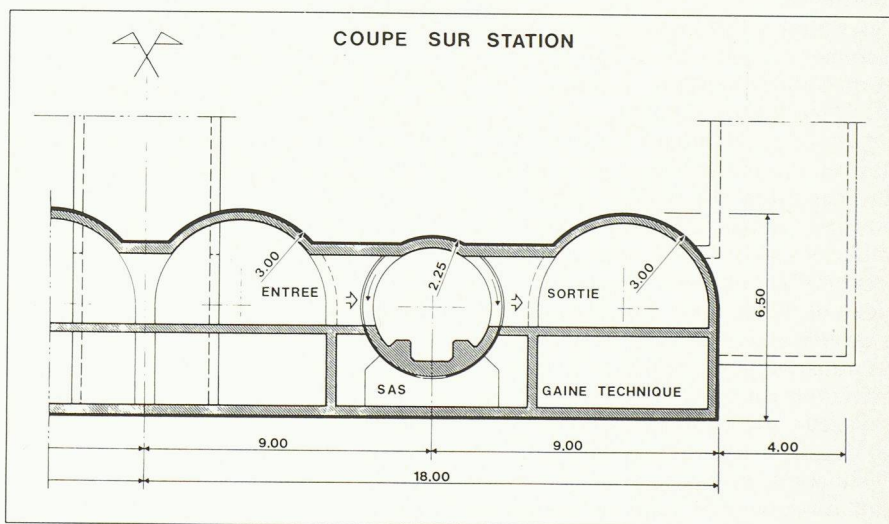 COUPE SUR STATION
3.00
ENTREE
2.25
SORTIE
3.00
6.50
SAS
GAINE TECHNIQUE
9.00
9.00
4.00
18.00